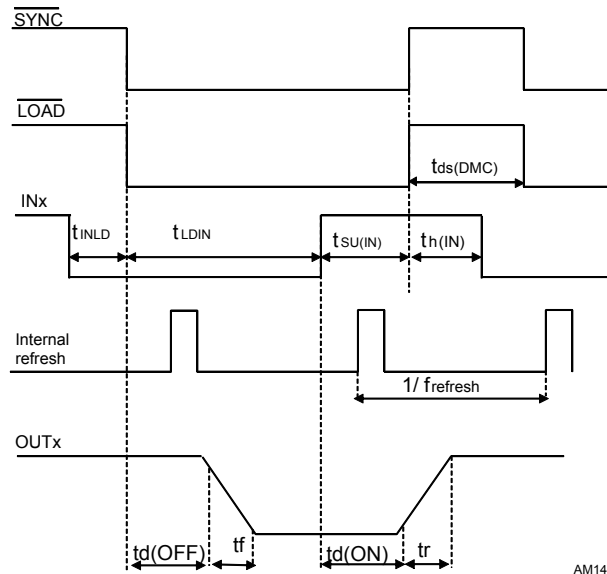 SYNC
LOAD
tds(DMC)
INx
tINLD
tLDIN
tSU(IN)
th(IN)
Internal
refresh
1/ frefresh
OUTx
td(OFF)
tf
td(ON)
tr
AM14